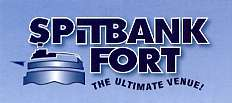 SPITBANK
FORT
THE ULTIMATE VENUE!